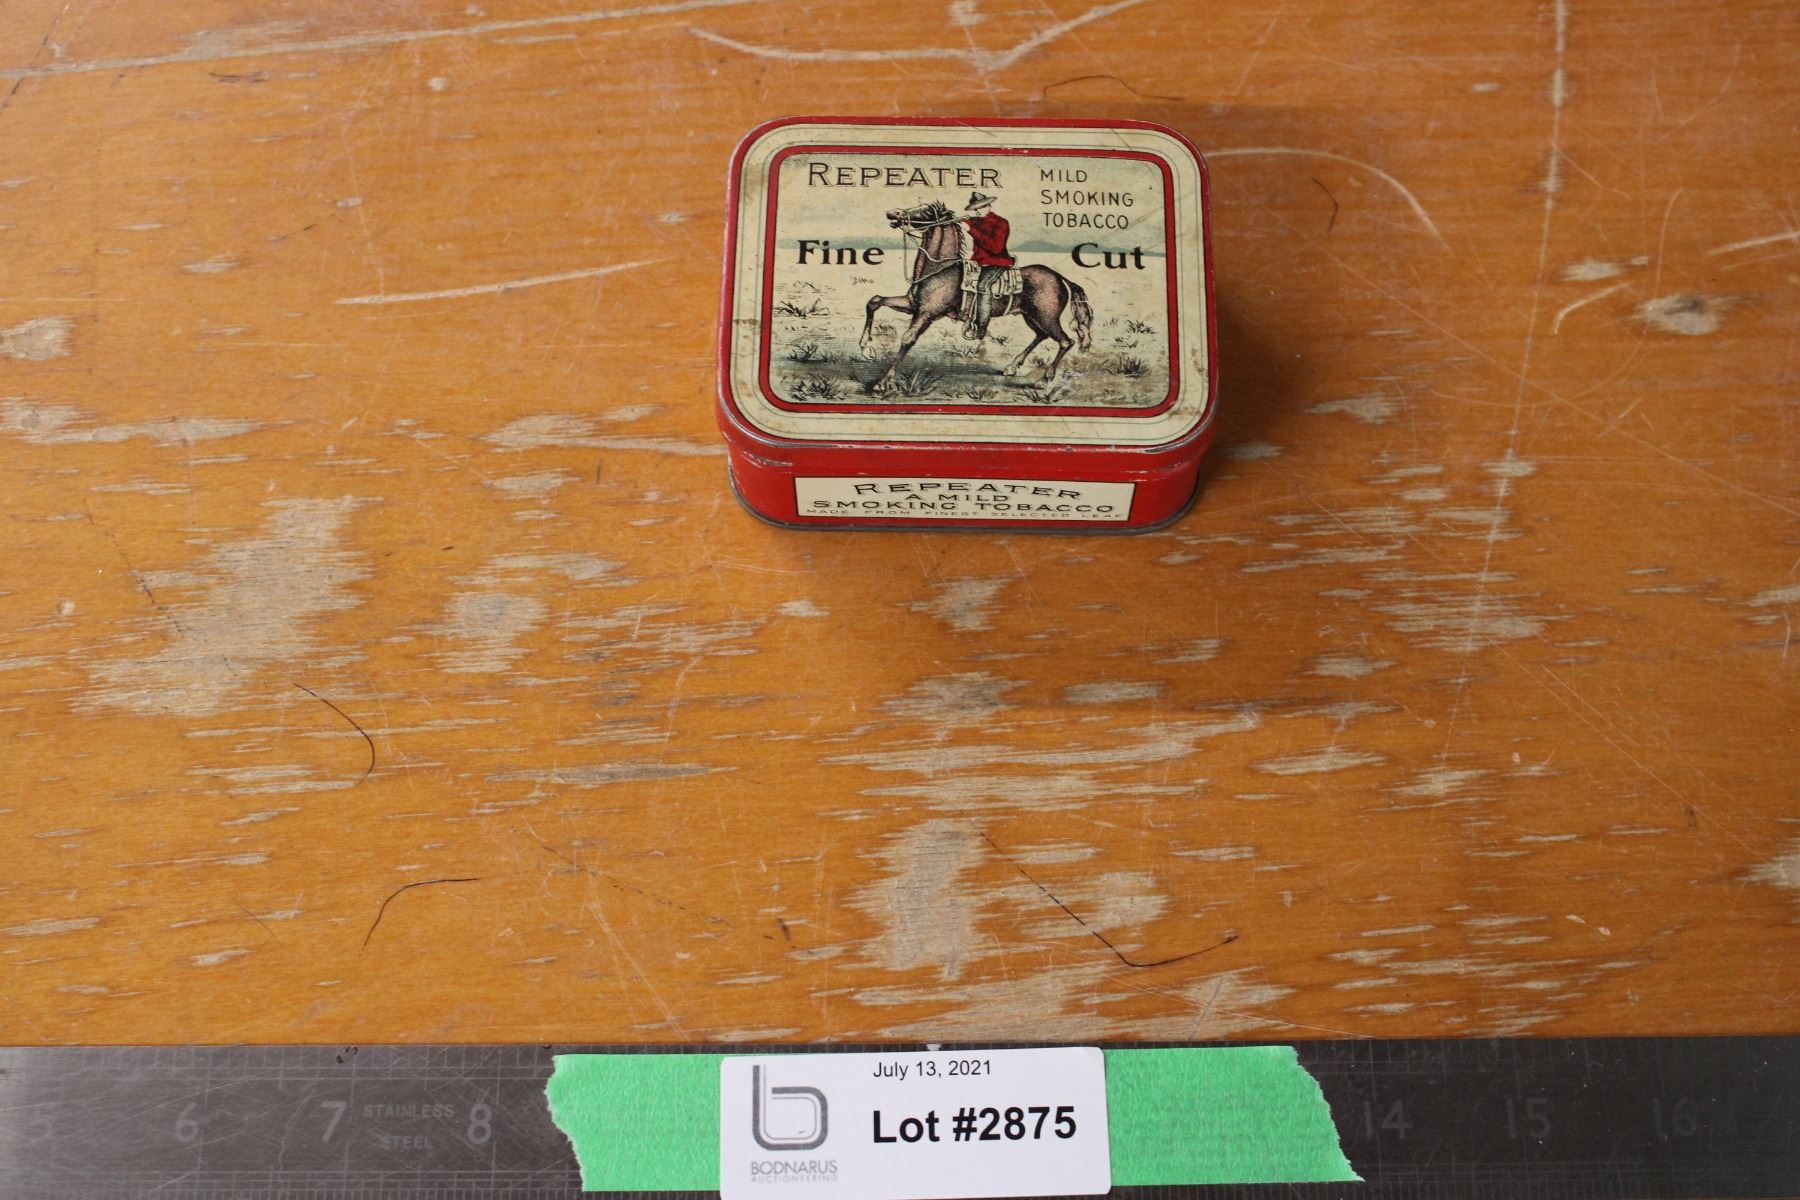 REPEATER
MILD
SMOKING
TOBACCO
Fine Cut
REPEATER
A MILD
SMOKING TOBACCO
MADE FROM FINEST SELECTED LEAF
5 6 7 STAINLESS STEEL 8 14 15 16
July 13, 2021
Lot #2875
BODNARUS
AUCTIONEERING